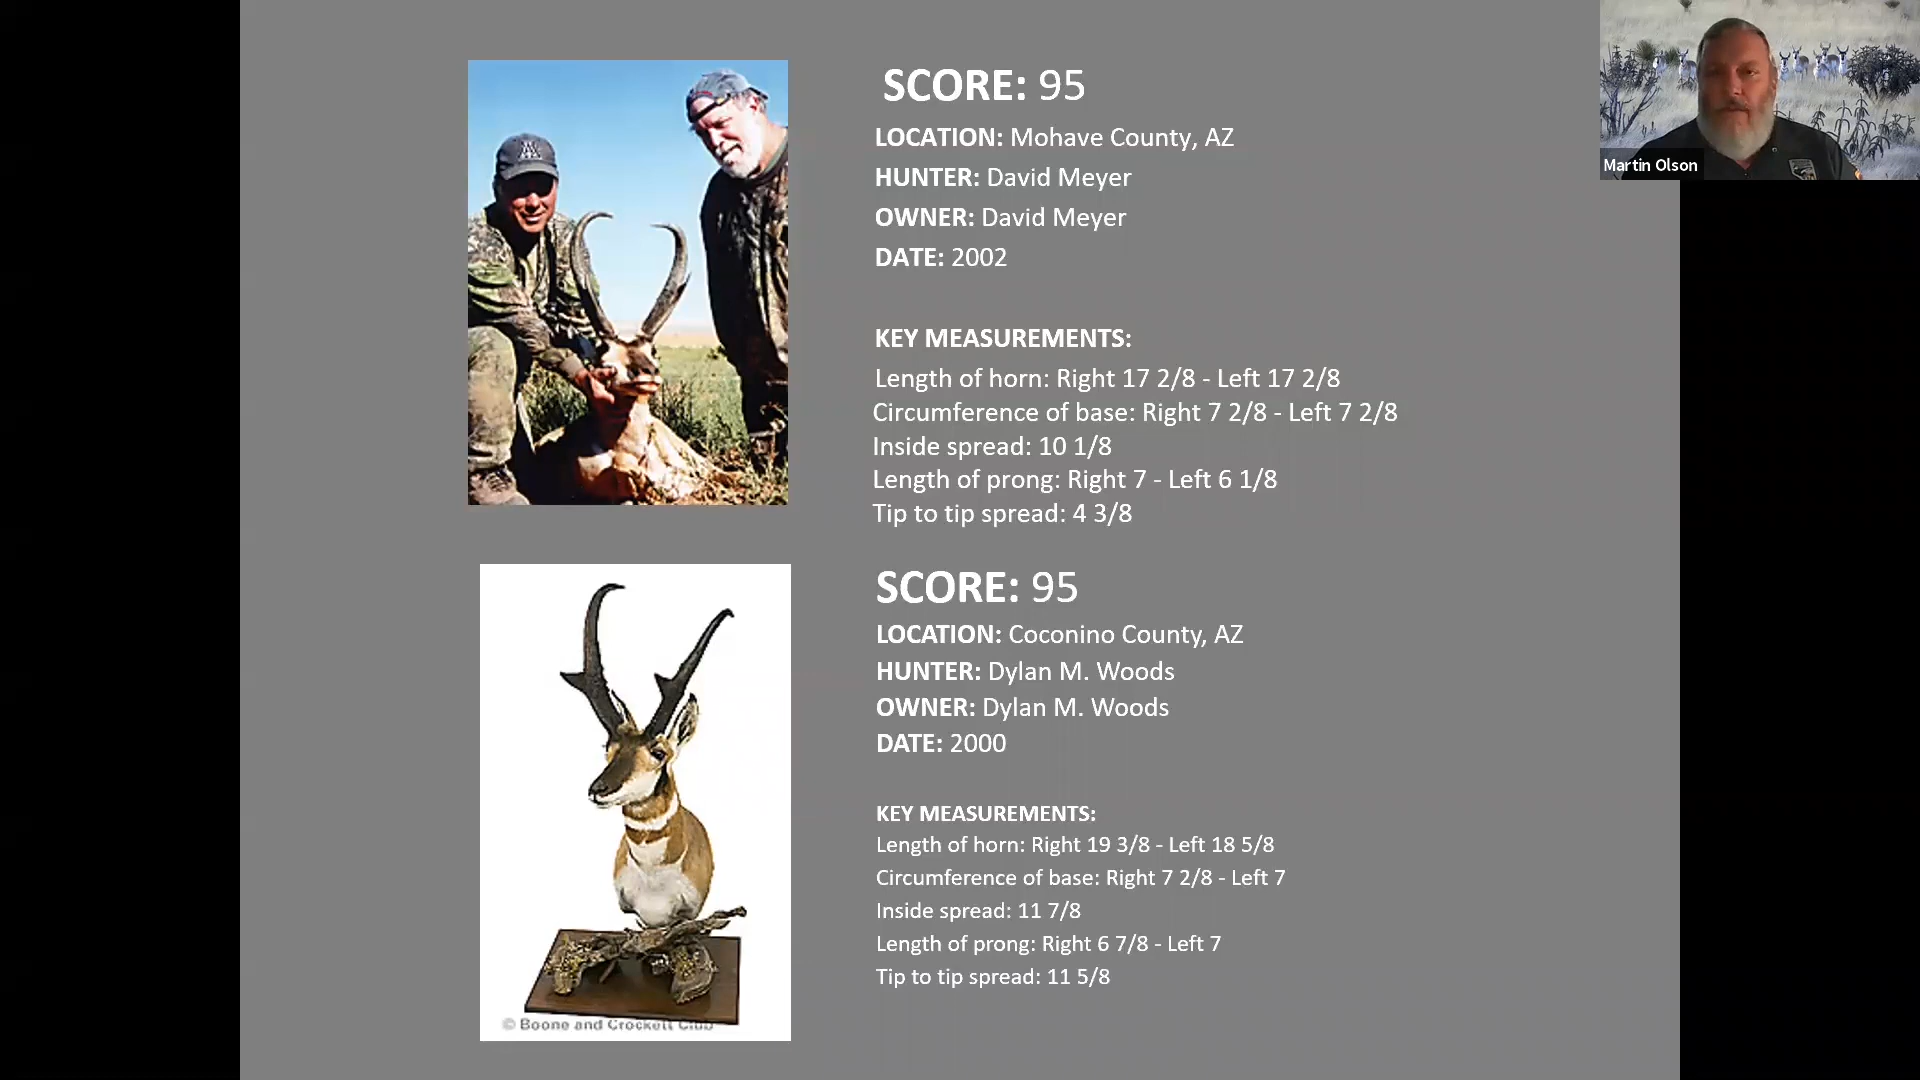 SCORE: 95
LOCATION: Mohave County, AZ
HUNTER: David Meyer
OWNER: David Meyer
DATE: 2002
KEY MEASUREMENTS:
Length of horn: Right 17 2/8 - Left 17 2/8
Circumference of base: Right 7 2/8 - Left 7 2/8
Inside spread: 10 1/8
Length of prong: Right 7 - Left 6 1/8
Tip to tip spread: 4 3/8
SCORE: 95
LOCATION: Coconino County, AZ
HUNTER: Dylan M. Woods
OWNER: Dylan M. Woods
DATE: 2000
KEY MEASUREMENTS:
Length of horn: Right 19 3/8 - Left 18 5/8
Circumference of base: Right 7 2/8 - Left 7
Inside spread: 11 7/8
Length of prong: Right 6 7/8 - Left 7
Tip to tip spread: 11 5/8
© Boone and Crockett Club
Martin Olson